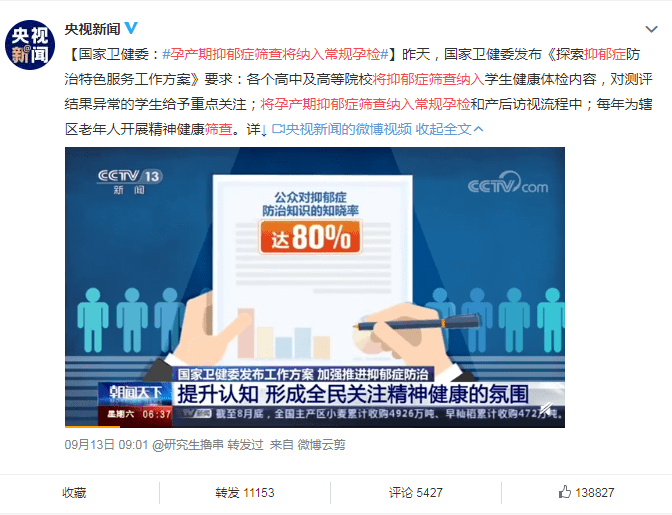 央视新闻
央视
新闻
【国家卫健委：#孕产期抑郁症筛查将纳入常规孕检#】昨天，国家卫健委发布《探索抑郁症防
治特色服务工作方案》要求：各个高中及高等院校将抑郁症筛查纳入学生健康体检内容，对测评
结果异常的学生给予重点关注；将孕产期抑郁症筛查纳入常规孕检和产后访视流程中；每年为辖
区老年人开展精神健康筛查。详↓ 央视新闻的微博视频 收起全文
CCTV 13
新闻
CCTV.com
公众对抑郁症
防治知识的知晓率
达80%
国家卫健委发布工作方案 加强推进抑郁症防治
朝闻天下
提升认知 形成全民关注精神健康的氛围
星期六 06:37
新闻 截至8月底，全国主产区小麦累计收购4926万吨、早籼稻累计收购472万吨。
09月13日 09:01 @研究生撸串 转发过 来自 微博云剪
收藏
转发 11153
评论 5427
138827